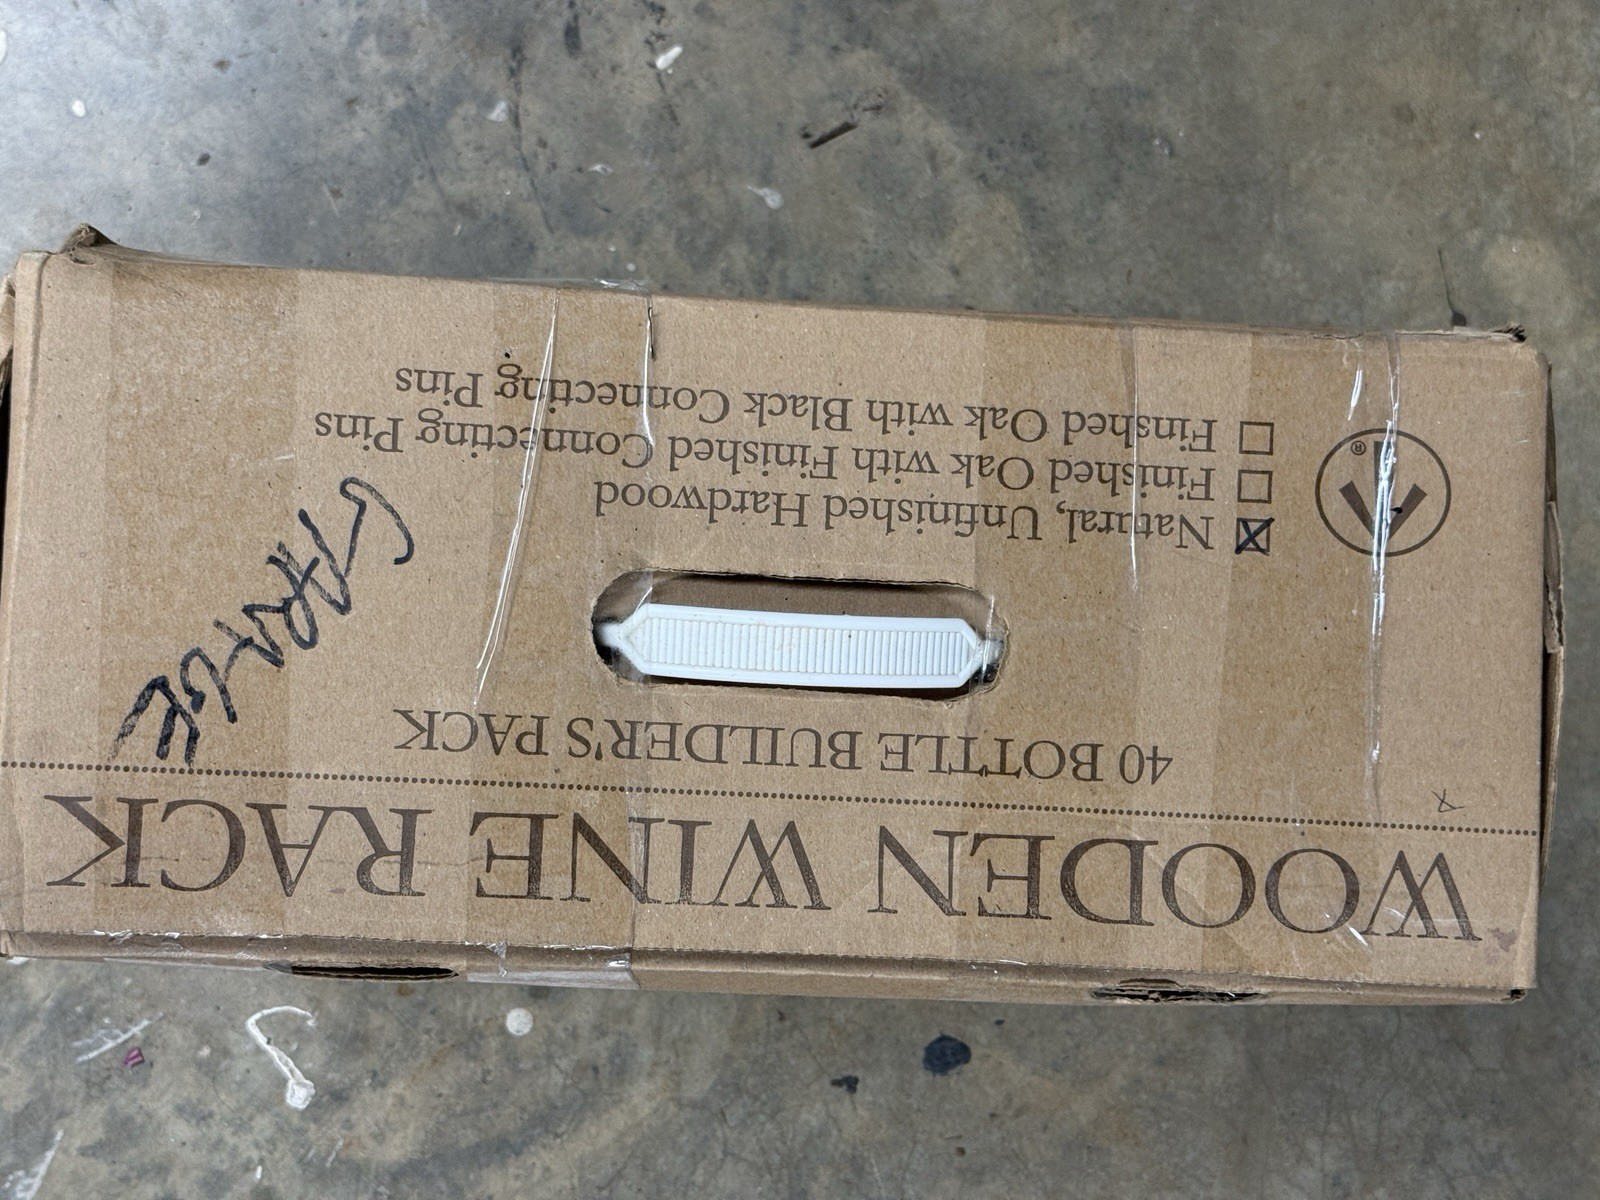 WOODEN WINE RACK
40 BOTTLE BUILDER'S PACK
Natural, Unfinished Hardwood
Finished Oak with Finished Connecting Pins
Finshed Oak with Black Connecting Pins
GARAGE
®